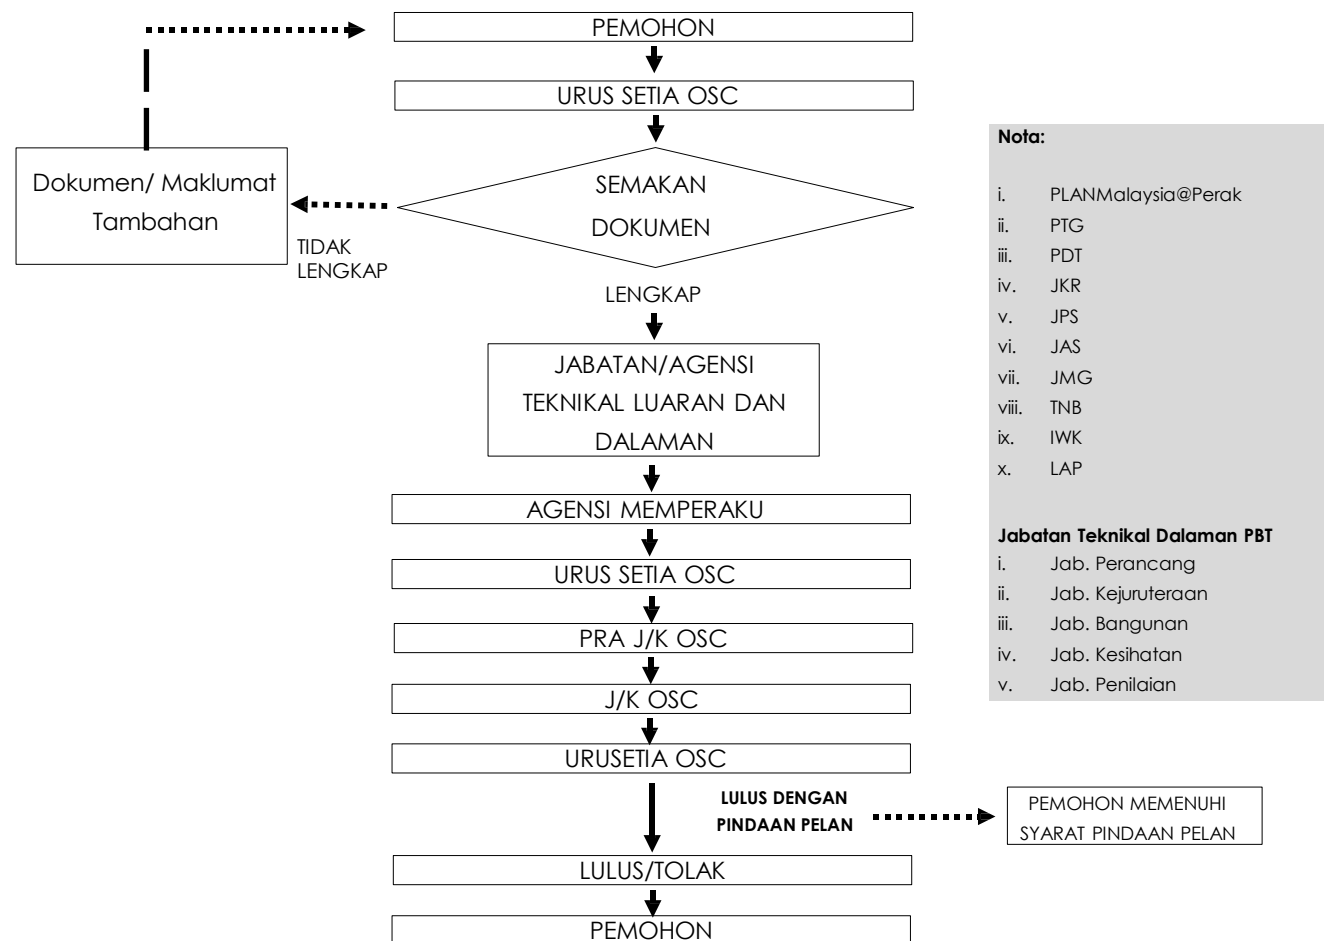 PEMOHON
URUS SETIA OSC
SEMAKAN
DOKUMEN
Dokumen/ Maklumat
Tambahan
TIDAK
LENGKAP
LENGKAP
JABATAN/AGENSI
TEKNIKAL LUARAN DAN
DALAMAN
AGENSI MEMPERAKU
URUS SETIA OSC
PRA J/K OSC
J/K OSC
URUSETIA OSC
LULUS DENGAN
PINDAAN PELAN
PEMOHON MEMENUHI
SYARAT PINDAAN PELAN
LULUS/TOLAK
PEMOHON
Nota:
i. PLANMalaysia@Perak
ii. PTG
iii. PDT
iv. JKR
v. JPS
vi. JAS
vii. JMG
viii. TNB
ix. IWK
x. LAP
Jabatan Teknikal Dalaman PBT
i. Jab. Perancang
ii. Jab. Kejuruteraan
iii. Jab. Bangunan
iv. Jab. Kesihatan
v. Jab. Penilaian